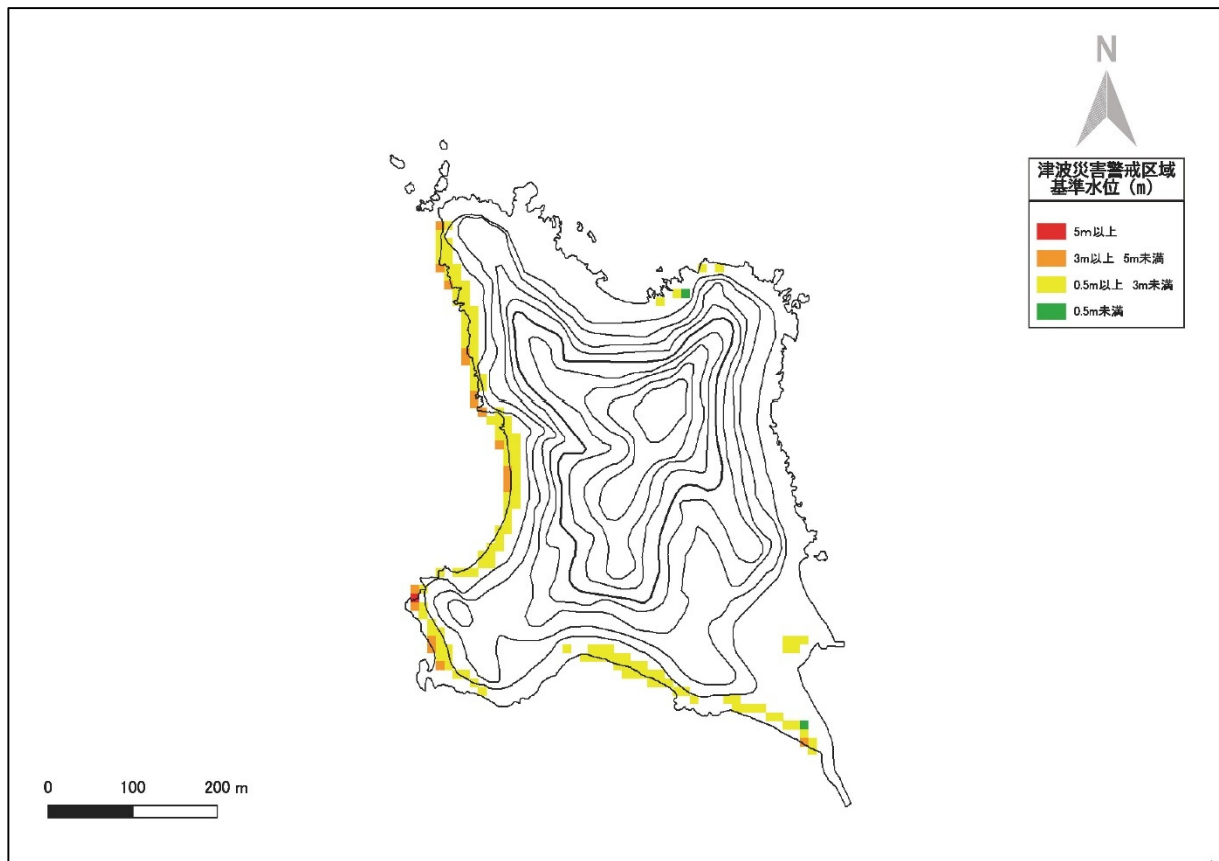 N
津波災害警戒区域
基準水位（m）
5m以上
3m以上　5m未満
0.5m以上　3m未満
0.5m未満
0 100 200 m